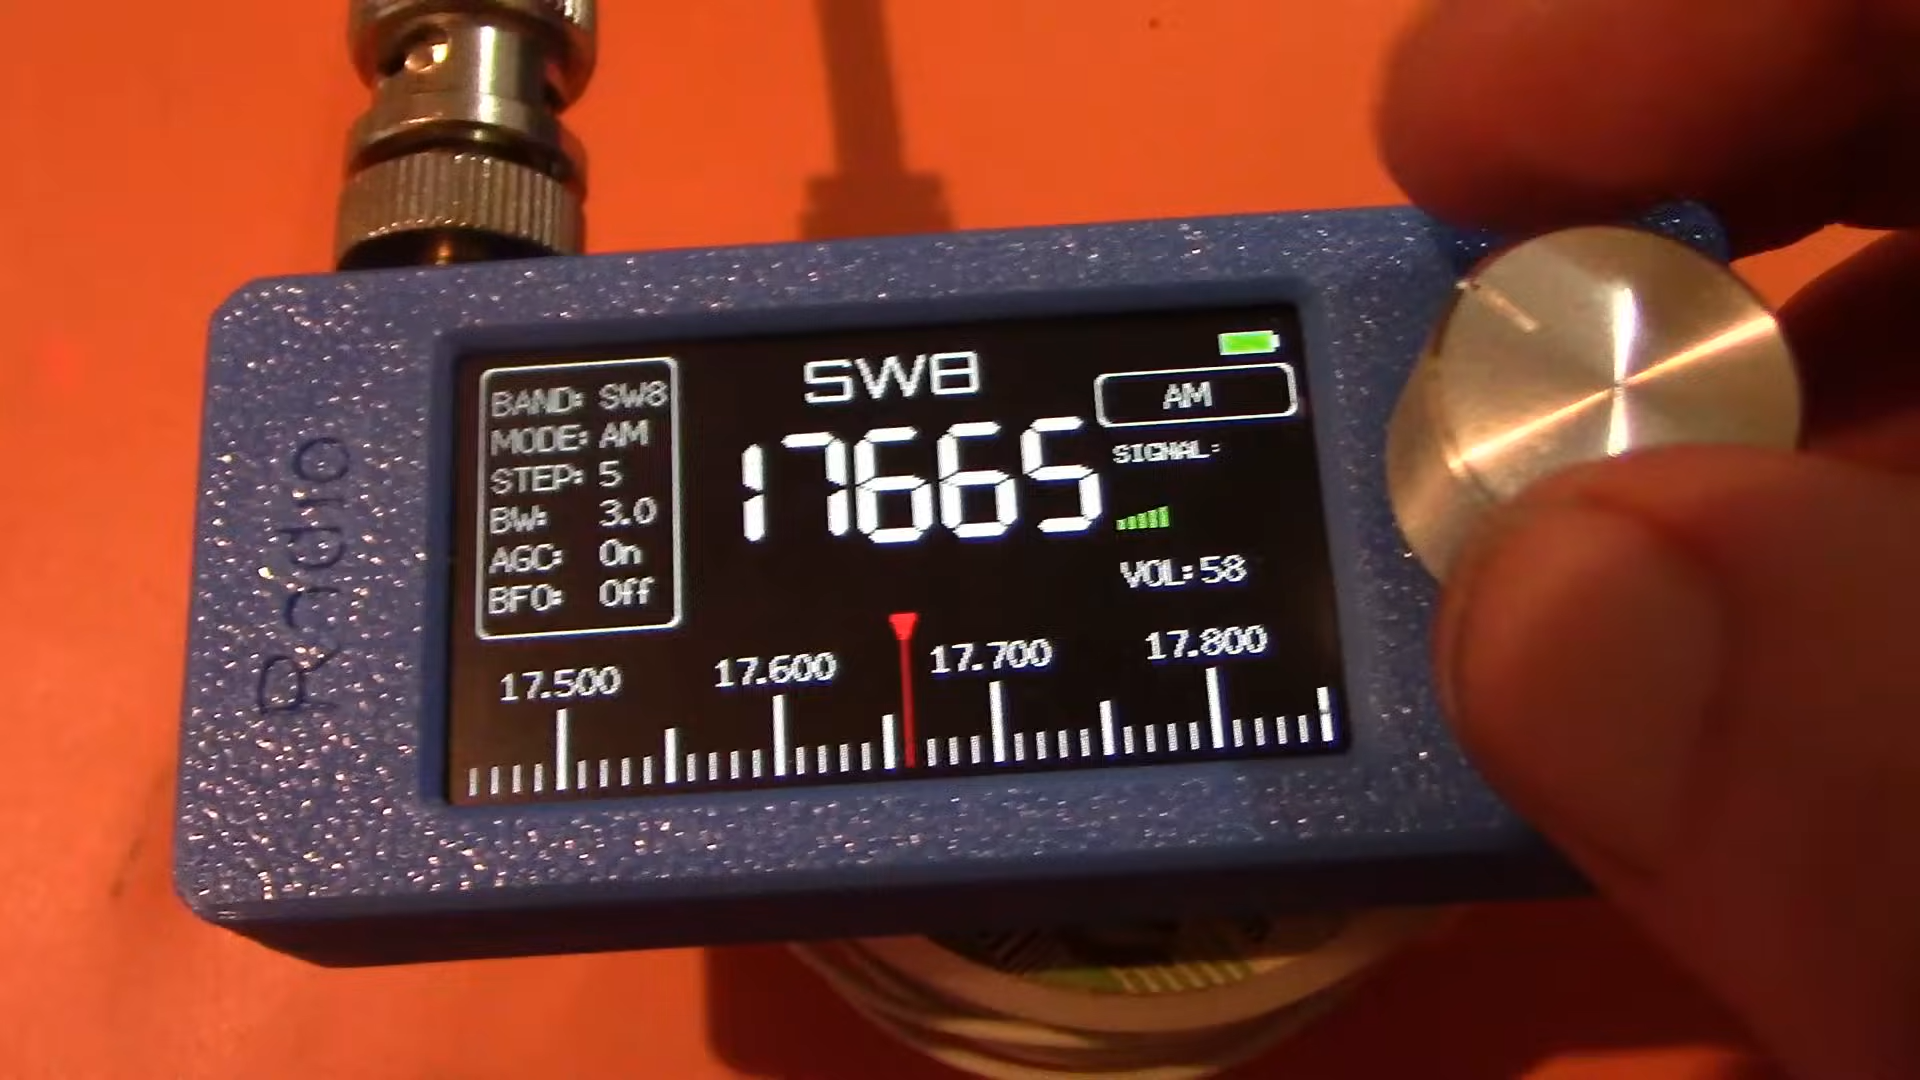 Radio
SW8
BAND: SW8
MODE: AM
STEP: 5
BW: 3.0
AGC: On
BFO: Off
17665
AM
SIGNAL:
VOL:58
17.500 17.600 17.700 17.800